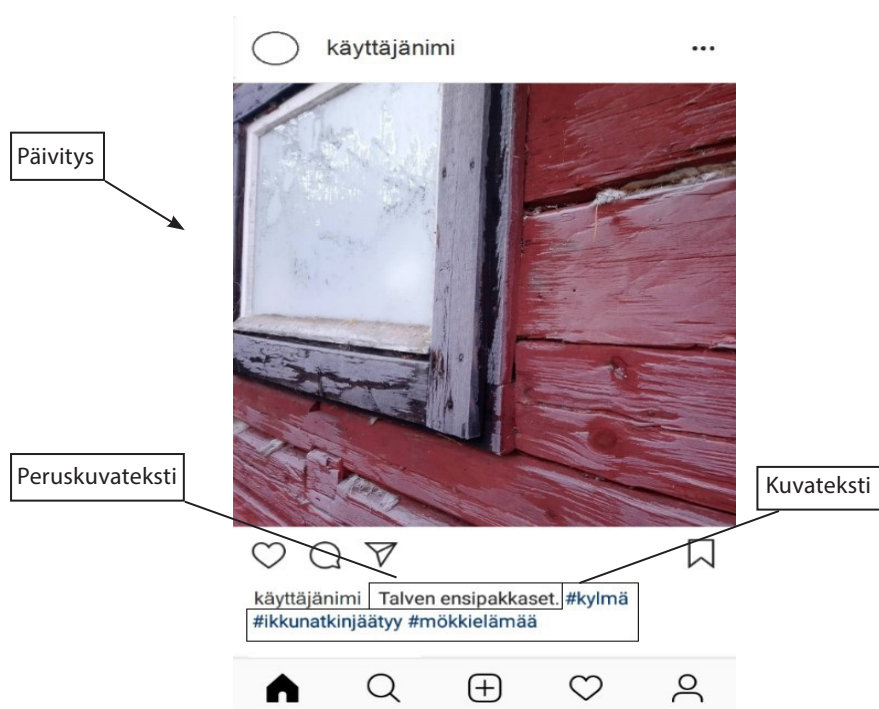 käyttäjänimi
Päivitys
Peruskuvateksti
Kuvateksti
käyttäjänimi Talven ensipakkaset. #kylmä
#ikkunatkinjäätyy #mökkielämää